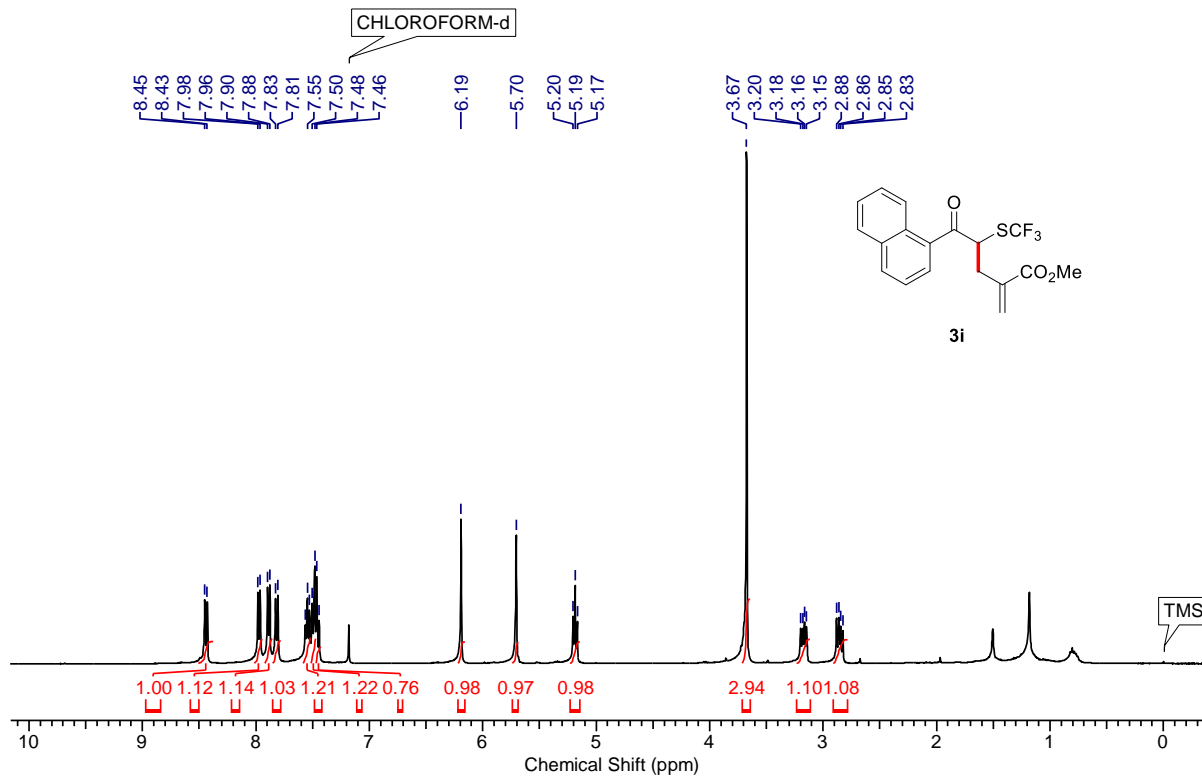 CHLOROFORM-d
8.45
8.43
7.98
7.96
7.90
7.88
7.83
7.81
7.55
7.50
7.48
7.46
6.19
5.70
5.20
5.19
5.17
3.67
3.20
3.18
3.16
3.15
2.88
2.86
2.85
2.83
O
SCF3
CO2Me
3i
TMS
1.00 1.12 1.14 1.03 1.21 1.22 0.76 0.98 0.97 0.98 2.94 1.10 1.08
10 9 8 7 6 5 4 3 2 1 0
Chemical Shift (ppm)